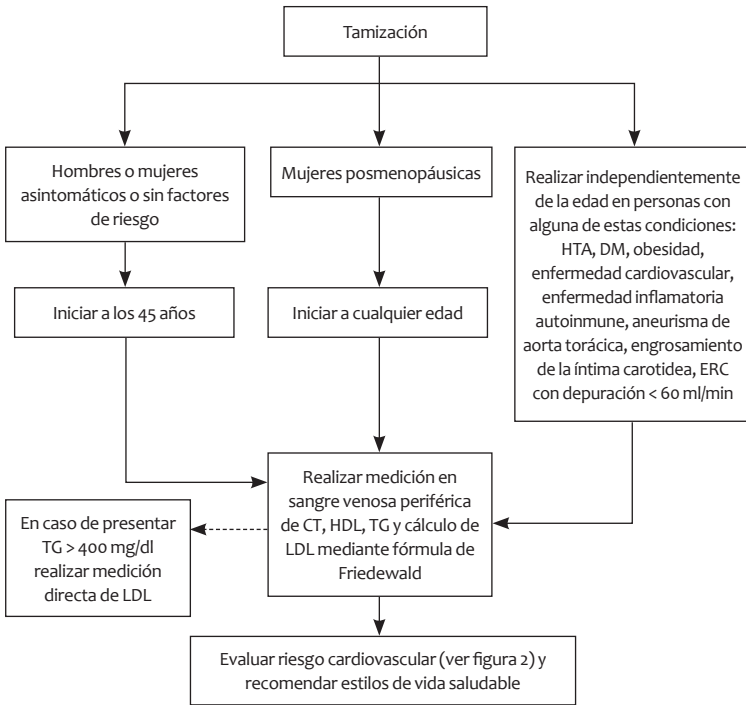 Tamización
Hombres o mujeres
asintomáticos o sin factores
de riesgo
Mujeres posmenopáusicas
Realizar independientemente
de la edad en personas con
alguna de estas condiciones:
HTA, DM, obesidad,
enfermedad cardiovascular,
enfermedad inflamatoria
autoinmune, aneurisma de
aorta torácica, engrosamiento
de la íntima carotidea, ERC
con depuración < 60 ml/min
Iniciar a los 45 años
Iniciar a cualquier edad
Realizar medición en
sangre venosa periférica
de CT, HDL, TG y cálculo de
LDL mediante fórmula de
Friedewald
En caso de presentar
TG > 400 mg/dl
realizar medición
directa de LDL
Evaluar riesgo cardiovascular (ver figura 2) y
recomendar estilos de vida saludable